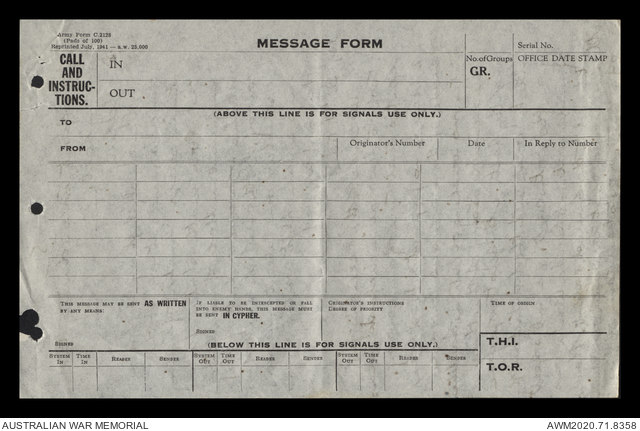 Army Form C.2128
(Pads of 100)
Reprinted July, 1941
MESSAGE FORM
Serial No.
CALL AND INSTRUC-TIONS.
IN
OUT
No. of Groups
GR.
OFFICE DATE STAMP
(ABOVE THIS LINE IS FOR SIGNALS USE ONLY.)
TO
FROM
Originator's Number
Date
In Reply to Number
THIS MESSAGE MAY BE SENT AS WRITTEN
BY ANY MEANS.
SIGNED
IF LIABLE TO BE INTERCEPTED OR FALL
INTO ENEMY HANDS, THIS MESSAGE MUST
BE SENT IN CYPHER.
SIGNED
ORIGINATOR'S INSTRUCTIONS
DEGREE OF PRIORITY
TIME OF ORIGIN
T.H.I.
T.O.R.
(BELOW THIS LINE IS FOR SIGNALS USE ONLY.)
SYSTEM IN
TIME IN
READER
SENDER
SYSTEM OUT
TIME OUT
READER
SENDER
SYSTEM OUT
TIME OUT
READER
SENDER
AUSTRALIAN WAR MEMORIAL
AWM2020.71.8358